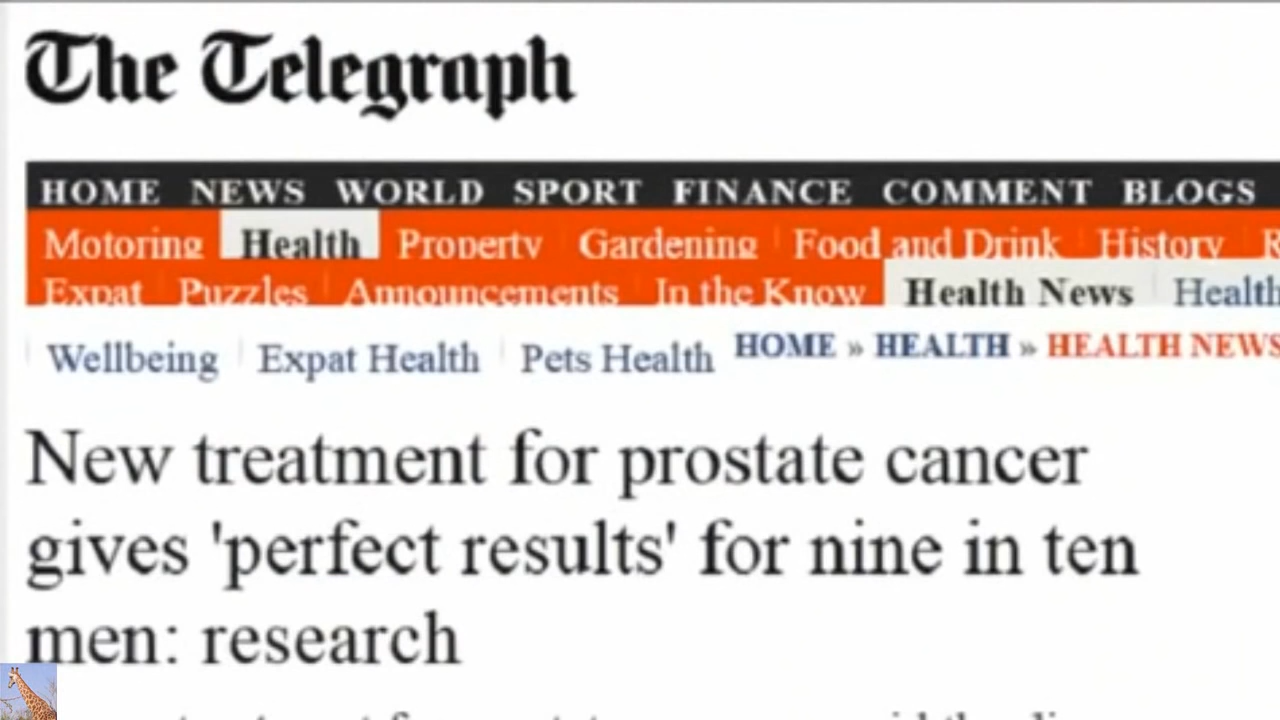 The Telegraph
HOME NEWS WORLD SPORT FINANCE COMMENT BLOGS
Motoring Health Property Gardening Food and Drink History
Expat Puzzles Announcements In the Know Health News Health
Wellbeing Expat Health Pets Health HOME » HEALTH » HEALTH NEWS
New treatment for prostate cancer
gives 'perfect results' for nine in ten
men: research